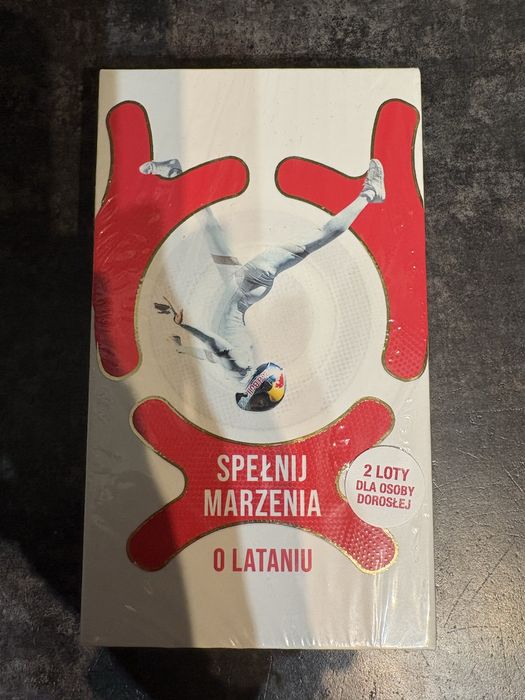 SPEŁNIJ
MARZENIA
O LATANIU
2 LOTY
DLA OSOBY
DOROSŁEJ